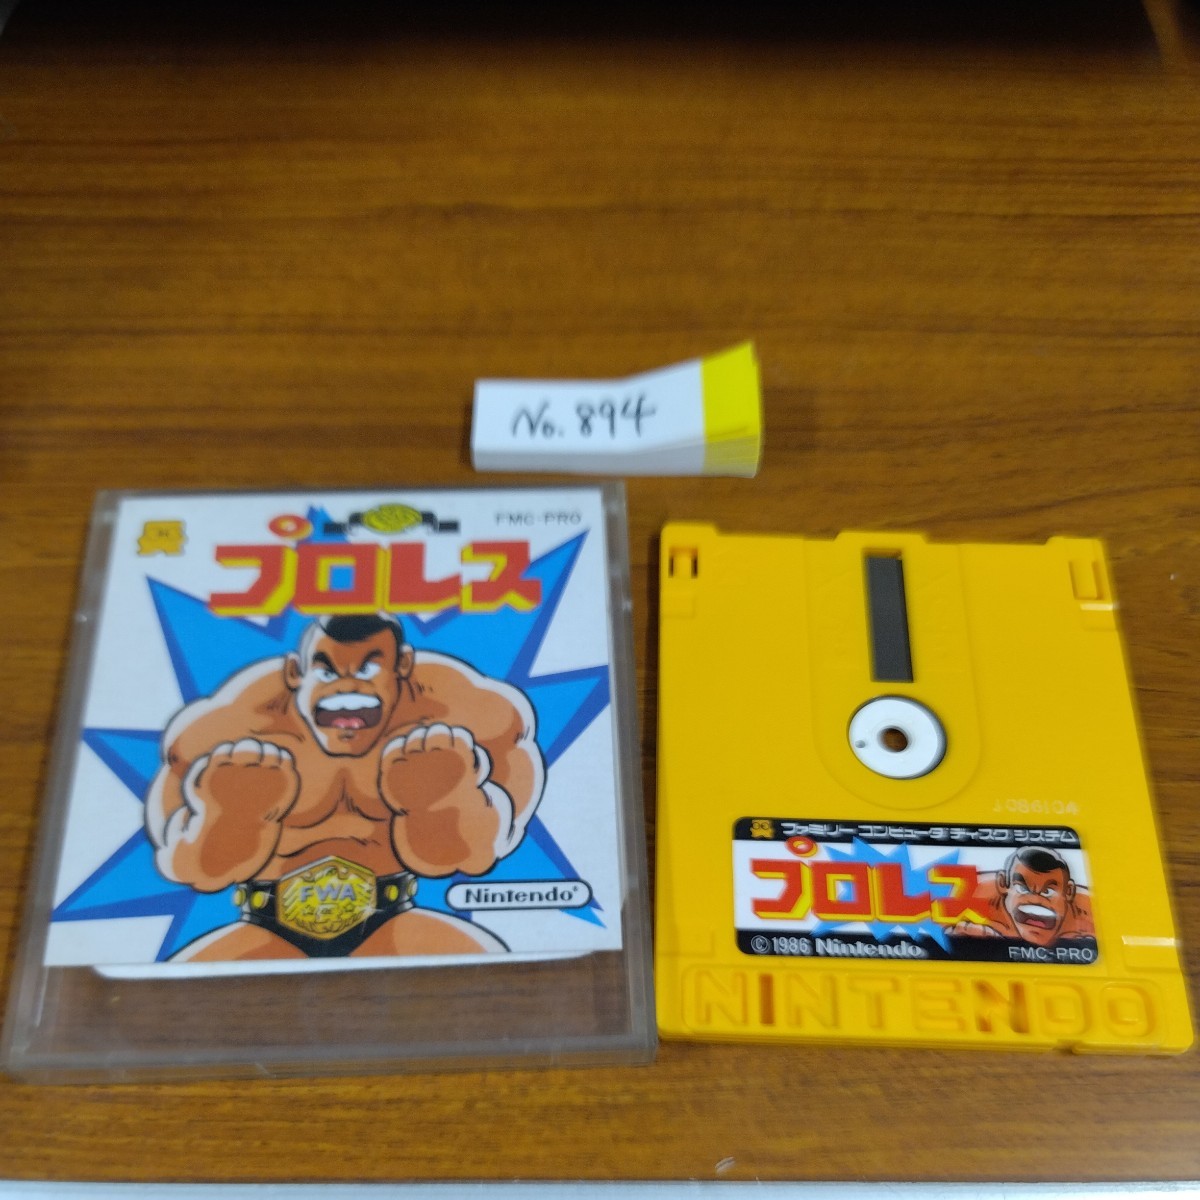 No. 894
FMC-PRO
プロレス
FWA
Nintendo®
J 086104
ファミリー コンピュータ ディスク システム
プロレス
©1986 Nintendo
FMC-PRO
NINTENDO